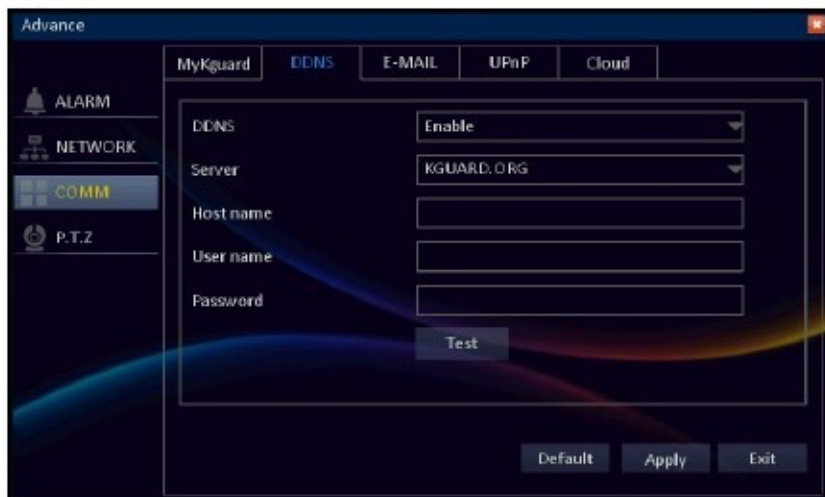 Advance
MyKguard DDNS E-MAIL UPnP Cloud
ALARM
NETWORK
COMM
P.T.Z
DDNS Enable
Server KGUARD.ORG
Host name
User name
Password
Test
Default Apply Exit